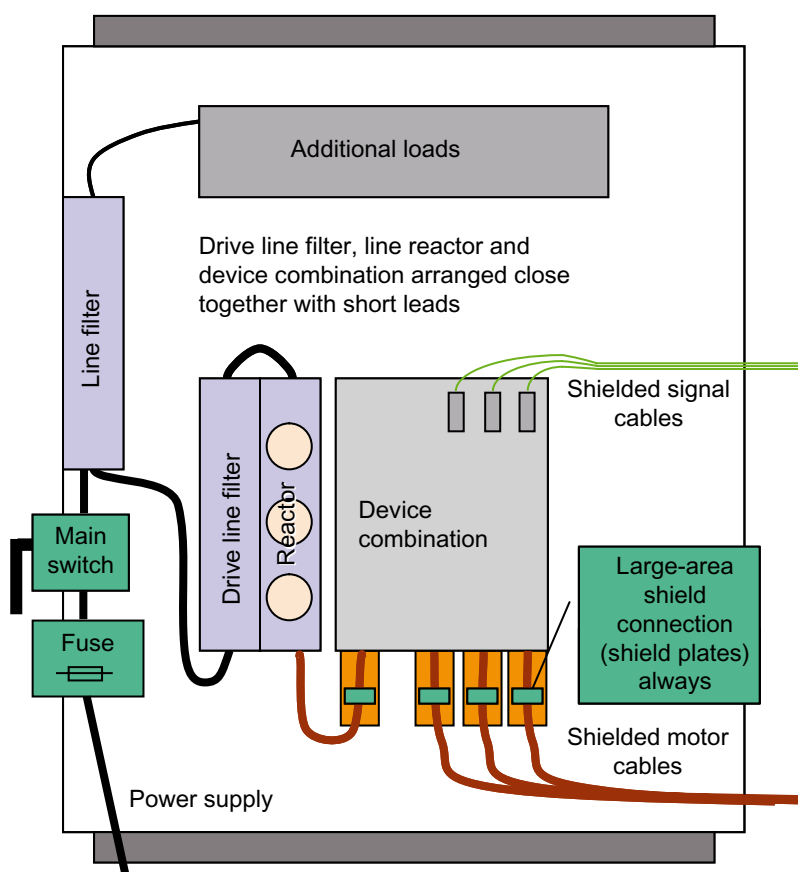 Additional loads
Drive line filter, line reactor and
device combination arranged close
together with short leads
Line filter
Shielded signal
cables
Drive line filter
Reactor
Device
combination
Main
switch
Large-area
shield
connection
(shield plates)
always
Fuse
Shielded motor
cables
Power supply